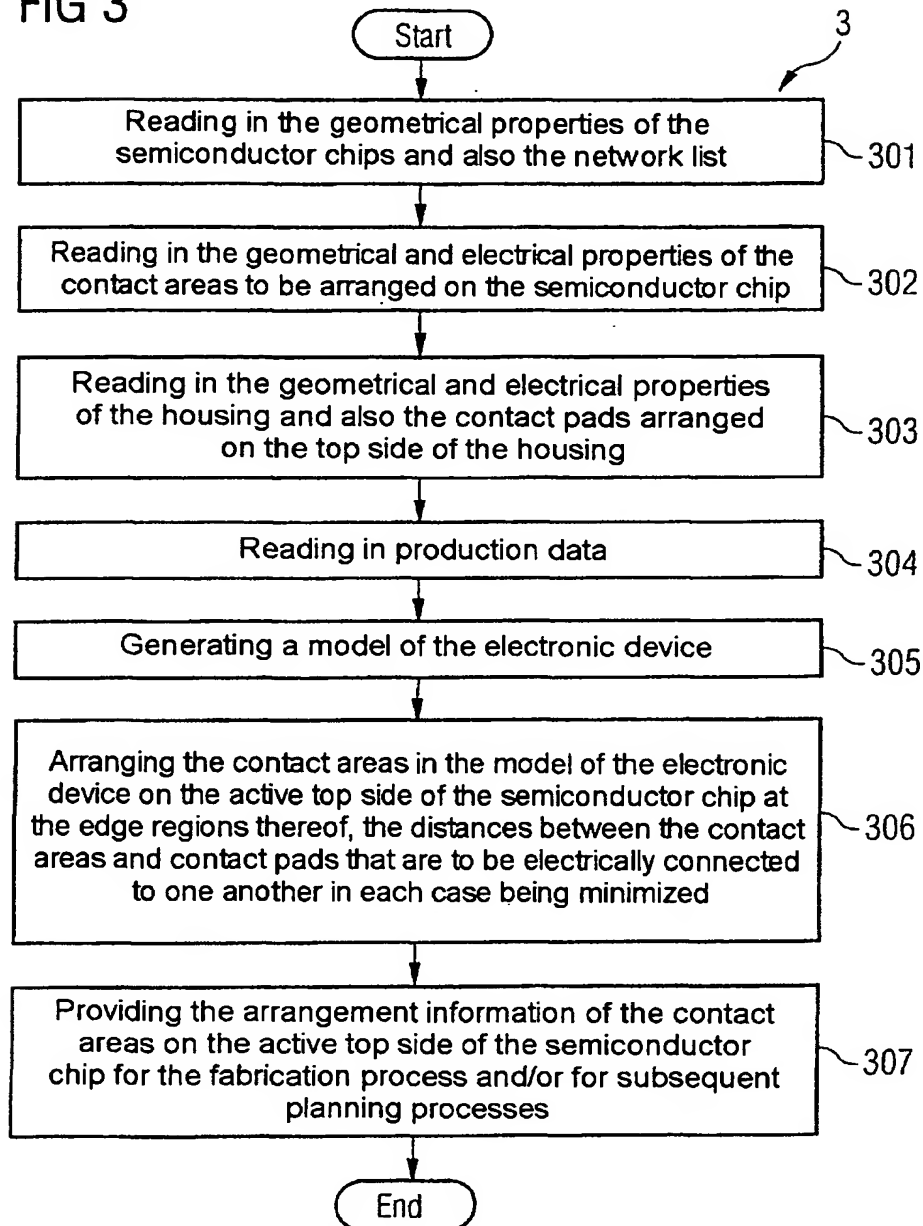 FIG 3
Start
3
Reading in the geometrical properties of the
semiconductor chips and also the network list
301
Reading in the geometrical and electrical properties of the
contact areas to be arranged on the semiconductor chip
302
Reading in the geometrical and electrical properties
of the housing and also the contact pads arranged
on the top side of the housing
303
Reading in production data
304
Generating a model of the electronic device
305
Arranging the contact areas in the model of the electronic
device on the active top side of the semiconductor chip at
the edge regions thereof, the distances between the contact
areas and contact pads that are to be electrically connected
to one another in each case being minimized
306
Providing the arrangement information of the contact
areas on the active top side of the semiconductor
chip for the fabrication process and/or for subsequent
planning processes
307
End